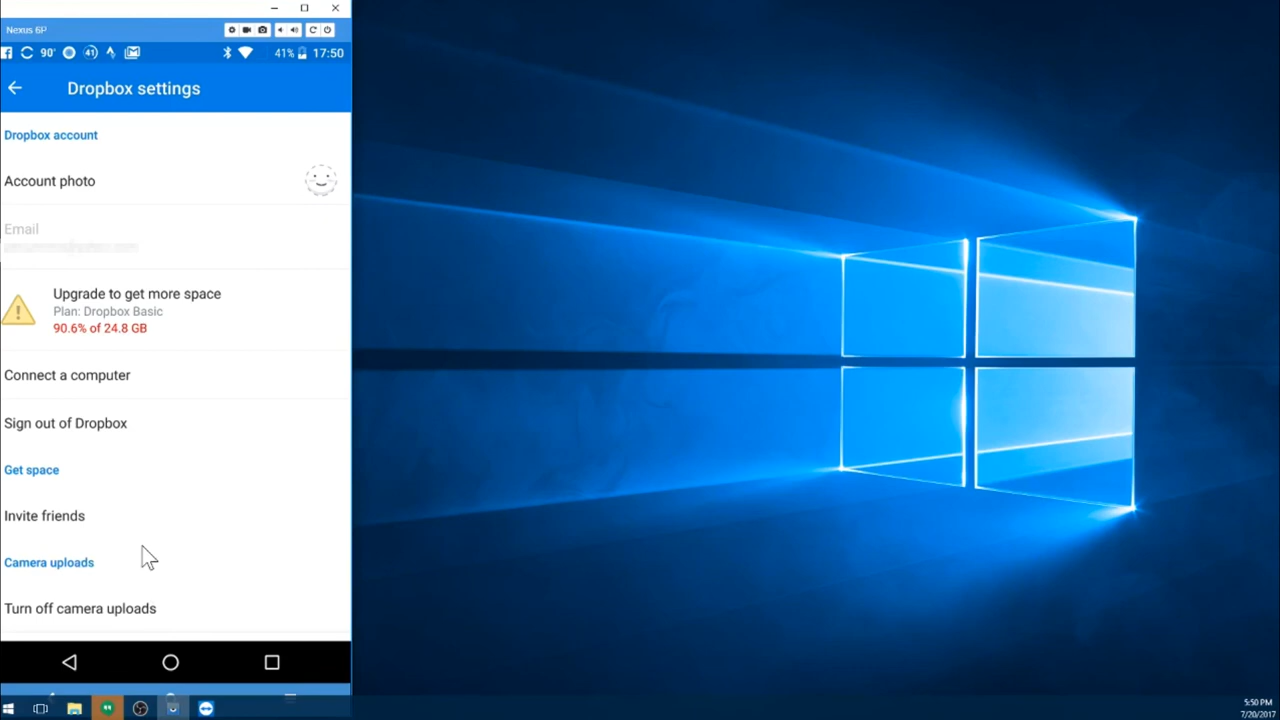 Nexus 6P
90°
41
41% 17:50
Dropbox settings
Dropbox account
Account photo
Email
Upgrade to get more space
Plan: Dropbox Basic
90.6% of 24.8 GB
Connect a computer
Sign out of Dropbox
Get space
Invite friends
Camera uploads
Turn off camera uploads
5:50 PM
7/20/2017